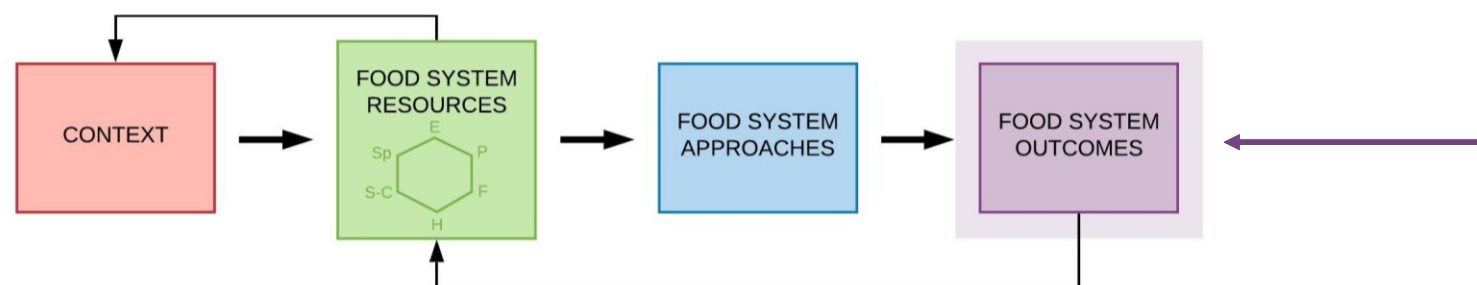 CONTEXT
FOOD SYSTEM
RESOURCES
E
Sp
P
S-C
F
H
FOOD SYSTEM
APPROACHES
FOOD SYSTEM
OUTCOMES